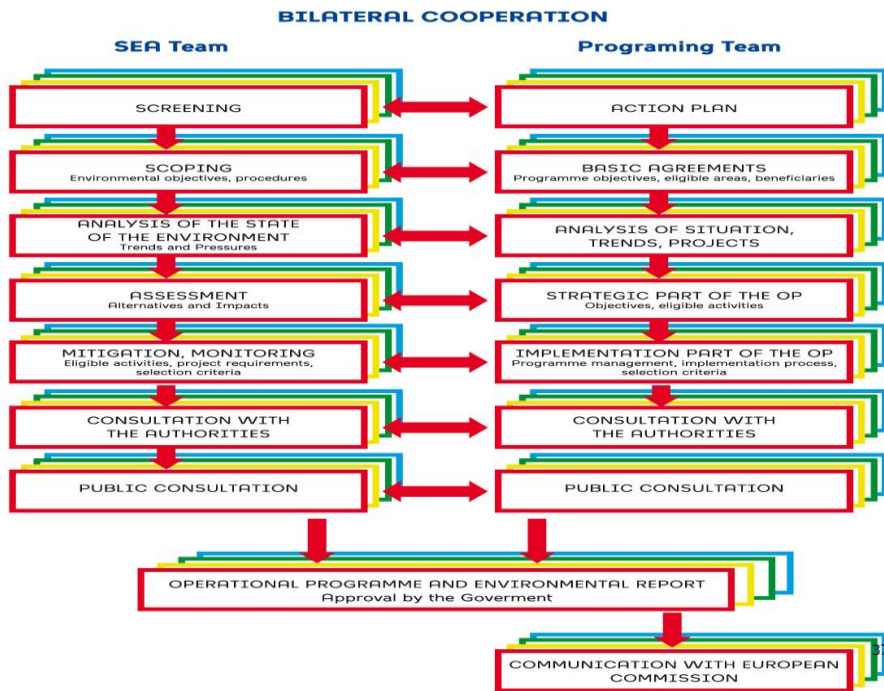 BILATERAL COOPERATION
SEA Team
Programing Team
SCREENING
ACTION PLAN
SCOPING
Environmental objectives, procedures
BASIC AGREEMENTS
Programme objectives, eligible areas, beneficiaries
ANALYSIS OF THE STATE
OF THE ENVIRONMENT
Trends and Pressures
ANALYSIS OF SITUATION,
TRENDS, PROJECTS
ASSESSMENT
Alternatives and Impacts
STRATEGIC PART OF THE OP
Objectives, eligible activities
MITIGATION, MONITORING
Eligible activities, project requirements,
selection criteria
IMPLEMENTATION PART OF THE OP
Programme management, implementation process,
selection criteria
CONSULTATION WITH
THE AUTHORITIES
CONSULTATION WITH
THE AUTHORITIES
PUBLIC CONSULTATION
PUBLIC CONSULTATION
OPERATIONAL PROGRAMME AND ENVIRONMENTAL REPORT
Approval by the Goverment
COMMUNICATION WITH EUROPEAN
COMMISSION